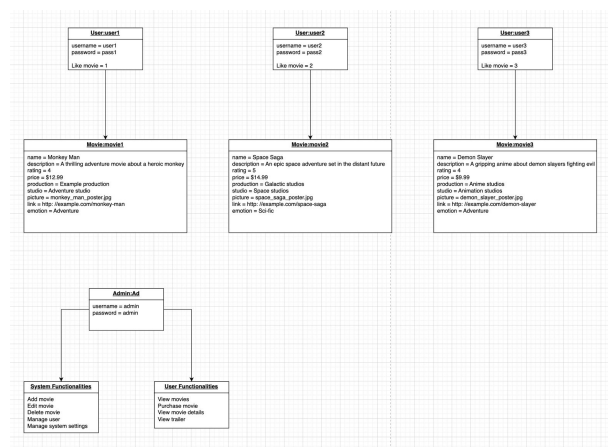 User:user1
username = user1
password = pass1
Like movie = 1
User:user2
username = user2
password = pass2
Like movie = 2
User:user3
username = user3
password = pass3
Like movie = 3
Movie:movie1
name = Monkey Man
description = A thrilling adventure movie about a heroic monkey
rating = 4
price = $12.99
production = Example production
studio = Adventure studio
picture = monkey_man_poster.jpg
link = http: //example.com/monkey-man
emotion = Adventure
Movie:movie2
name = Space Saga
description = An epic space adventure set in the distant future
rating = 5
price = $14.99
production = Galactic studios
studio = Space studios
picture = space_saga_poster.jpg
link = http: //example.com/space-saga
emotion = Sci-fic
Movie:movie3
name = Demon Slayer
description = A gripping anime about demon slayers fighting evil
rating = 4
price = $9.99
production = Anime studios
studio = Animation studios
picture = demon_slayer_poster.jpg
link = http: //example.com/demon-slayer
emotion = Adventure
Admin:Ad
username = admin
password = admin
System Functionalities
Add movie
Edit movie
Delete movie
Manage user
Manage system settings
User Functionalities
View movies
Purchase movie
View movie details
View trailer